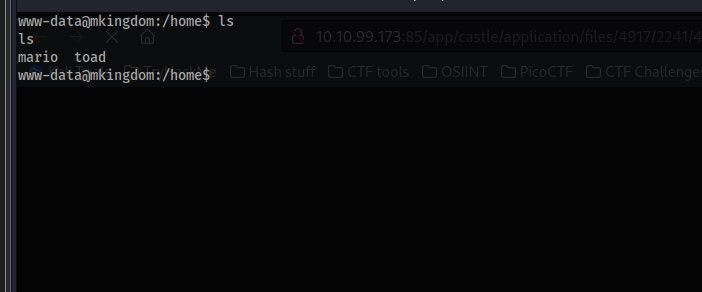 www-data@mkingdom:/home$ ls
ls
mario  toad
www-data@mkingdom:/home$
10.10.99.173:85/app/castle/application/files/4917/2241/4
Hash stuff
CTF tools
OSIINT
PicoCTF
CTF Challenge